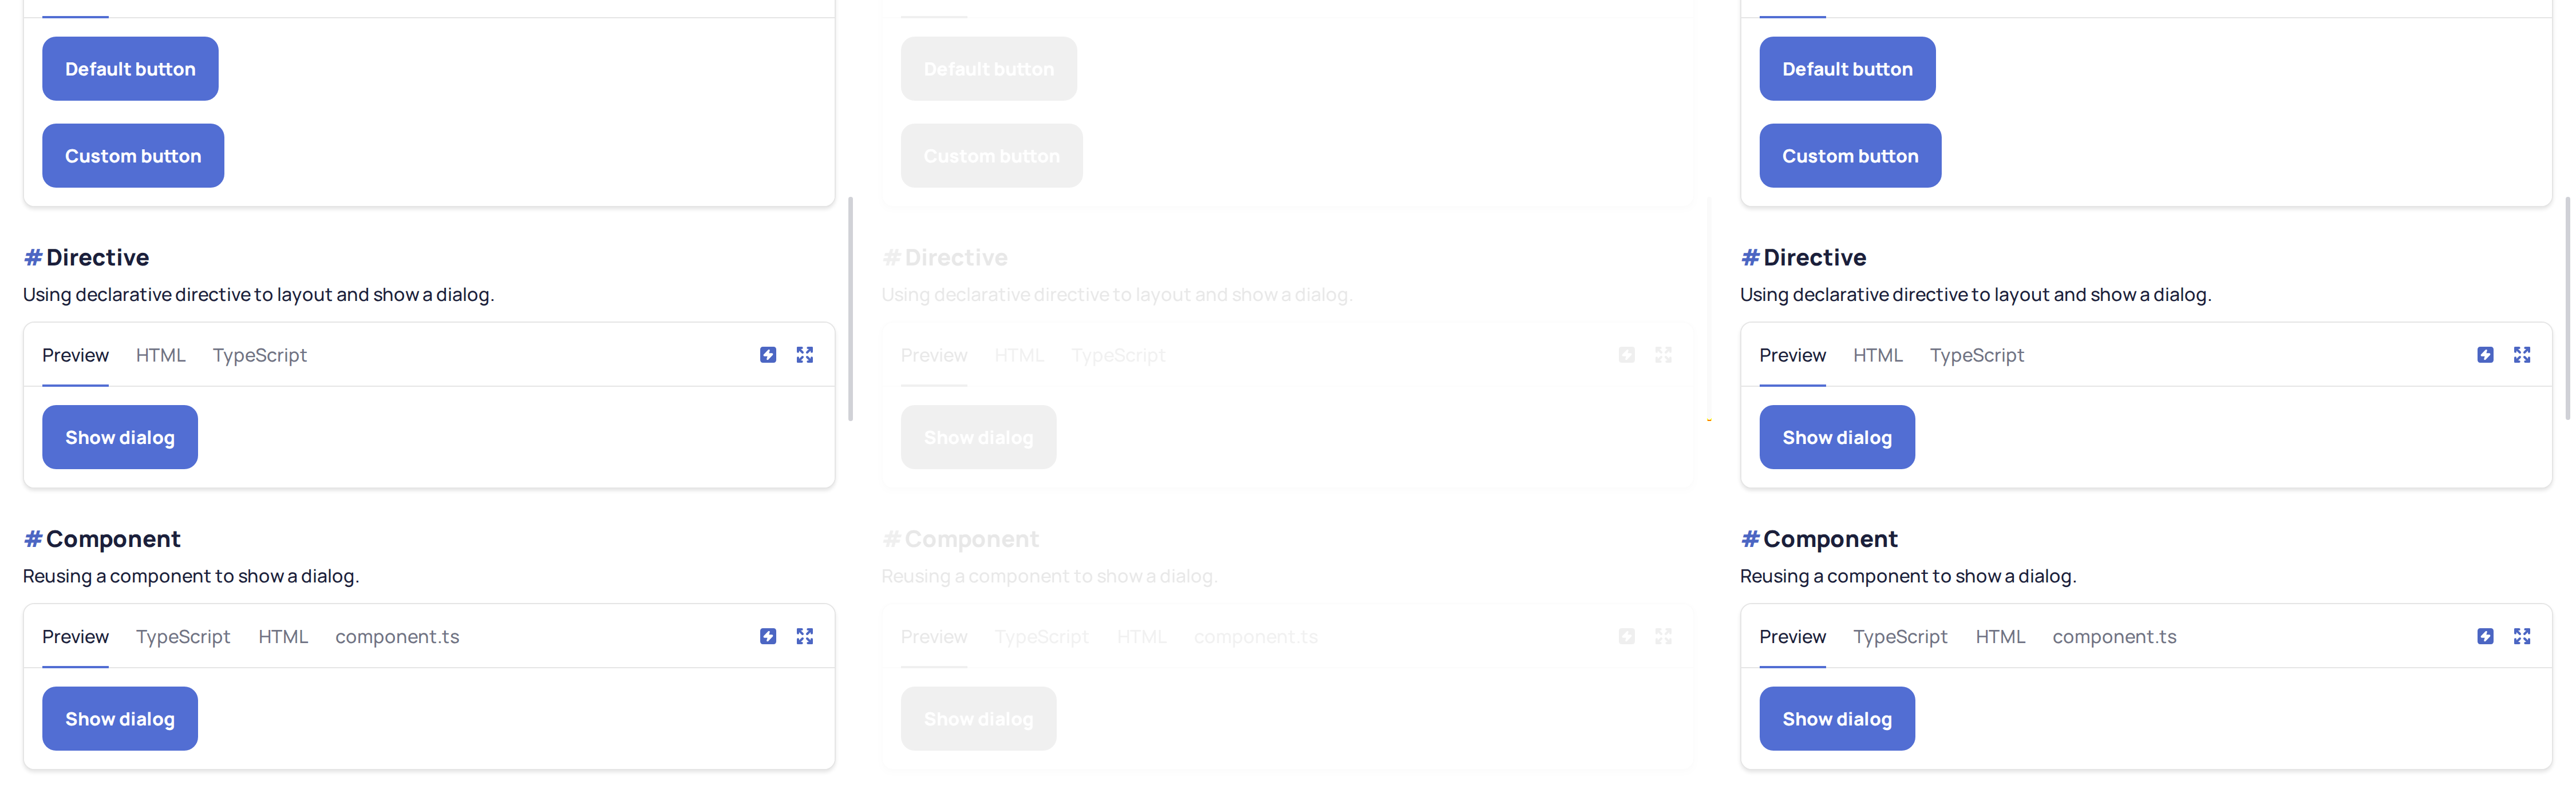 Default button
Custom button
#Directive
Using declarative directive to layout and show a dialog.
Preview HTML TypeScript
Show dialog
#Component
Reusing a component to show a dialog.
Preview TypeScript HTML component.ts
Show dialog
Default button
Custom button
#Directive
Using declarative directive to layout and show a dialog.
Preview HTML TypeScript
Show dialog
#Component
Reusing a component to show a dialog.
Preview TypeScript HTML component.ts
Show dialog
Default button
Custom button
#Directive
Using declarative directive to layout and show a dialog.
Preview HTML TypeScript
Show dialog
#Component
Reusing a component to show a dialog.
Preview TypeScript HTML component.ts
Show dialog